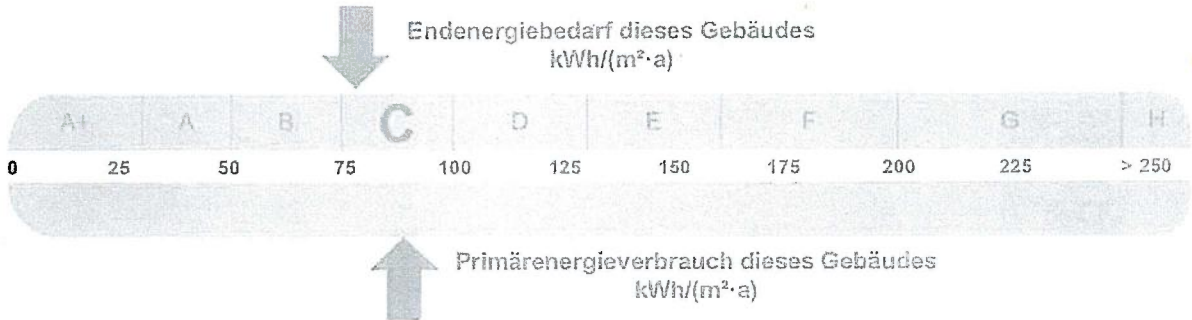 Endenergiebedarf dieses Gebäudes
kWh/(m²·a)
A+ A B C D E F G H
0 25 50 75 100 125 150 175 200 225 > 250
Primärenergieverbrauch dieses Gebäudes
kWh/(m²·a)